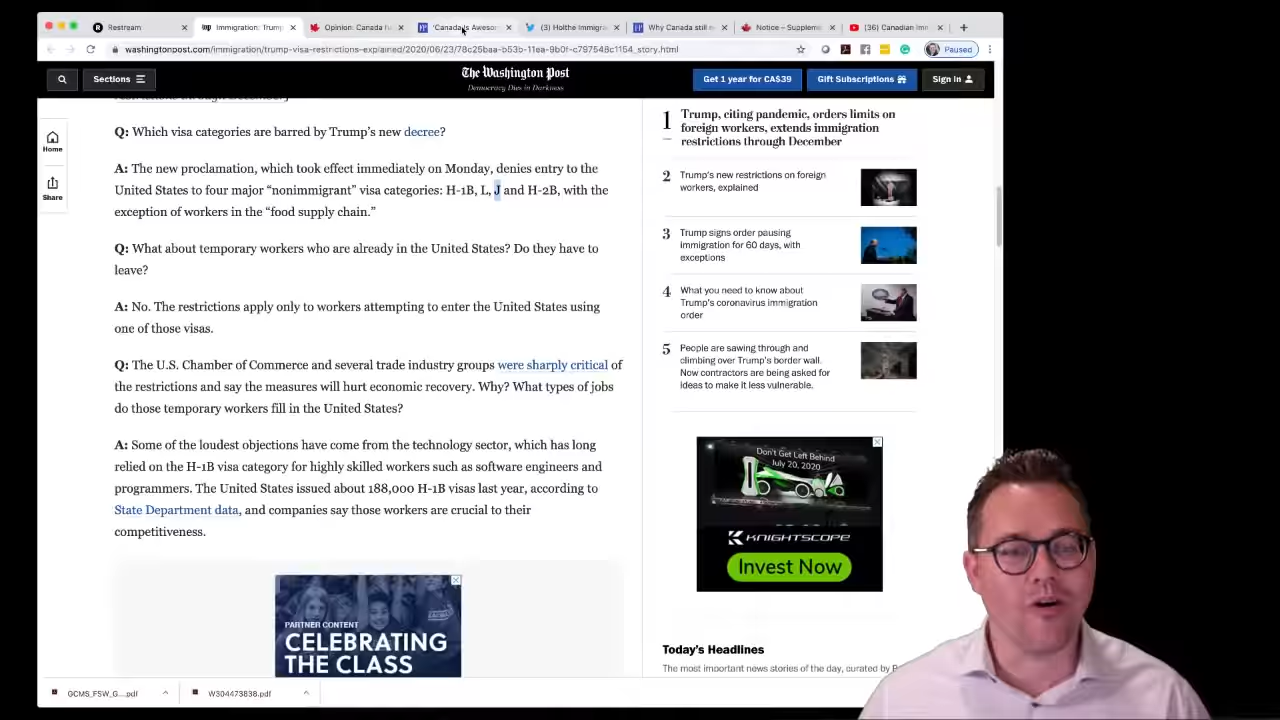 Restream
Immigration: Trump
Opinion: Canada fu
'Canada Is Awesom
(3) Holthe Immigra
Why Canada still n
Notice – Suppleme
(36) Canadian Imm
washingtonpost.com/immigration/trump-visa-restrictions-explained/2020/06/23/78c25baa-b53b-11ea-9b0f-c797548c1154_story.html
Paused
Sections
The Washington Post
Democracy Dies in Darkness
Get 1 year for CA$39
Gift Subscriptions
Sign in
Home
Share
Q: Which visa categories are barred by Trump's new decree?
A: The new proclamation, which took effect immediately on Monday, denies entry to the
United States to four major "nonimmigrant" visa categories: H-1B, L, J and H-2B, with the
exception of workers in the "food supply chain."
Q: What about temporary workers who are already in the United States? Do they have to
leave?
A: No. The restrictions apply only to workers attempting to enter the United States using
one of those visas.
Q: The U.S. Chamber of Commerce and several trade industry groups were sharply critical of
the restrictions and say the measures will hurt economic recovery. Why? What types of jobs
do those temporary workers fill in the United States?
A: Some of the loudest objections have come from the technology sector, which has long
relied on the H-1B visa category for highly skilled workers such as software engineers and
programmers. The United States issued about 188,000 H-1B visas last year, according to
State Department data, and companies say those workers are crucial to their
competitiveness.
PARTNER CONTENT
CELEBRATING
THE CLASS
1 Trump, citing pandemic, orders limits on
foreign workers, extends immigration
restrictions through December
2 Trump's new restrictions on foreign
workers, explained
3 Trump signs order pausing
immigration for 60 days, with
exceptions
4 What you need to know about
Trump's coronavirus immigration
order
5 People are sawing through and
climbing over Trump's border wall.
Now contractors are being asked for
ideas to make it less vulnerable.
Don't Get Left Behind
July 20, 2020
KNIGHTSCOPE
Invest Now
Today's Headlines
The most important news stories of the day, curated by
GCMS_FSW_G....pdf
W304473838.pdf